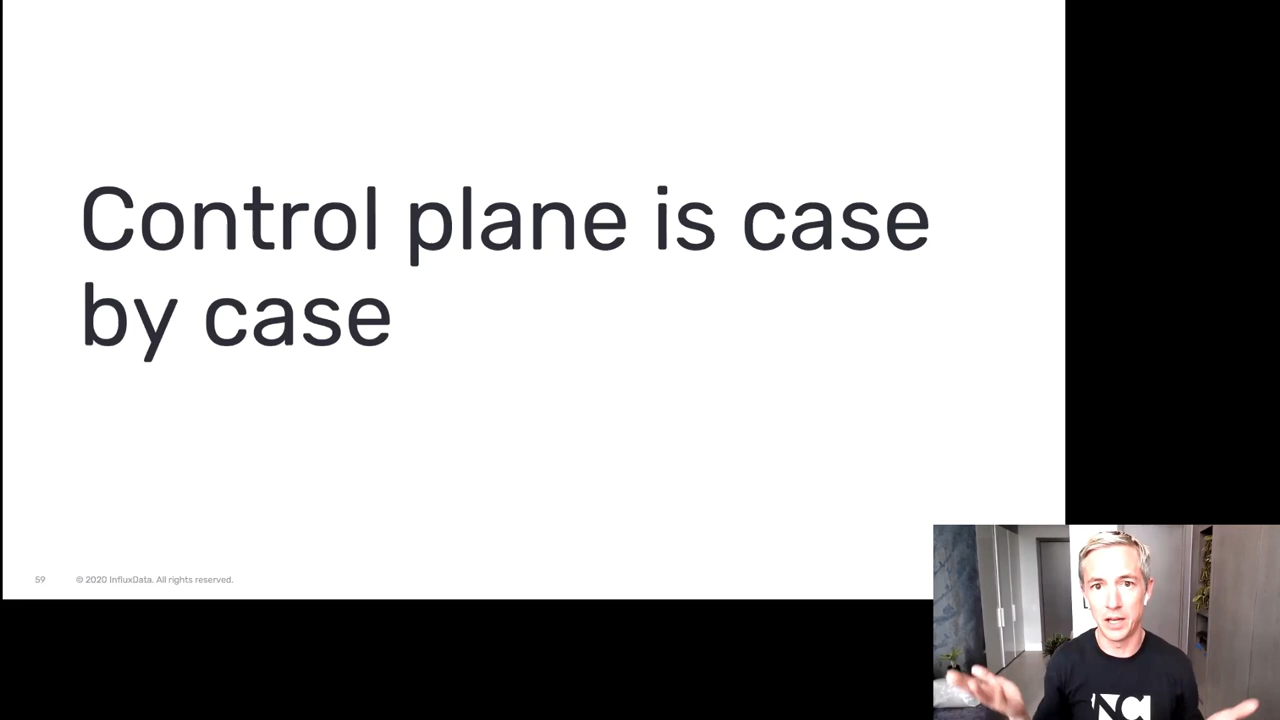 Control plane is case
by case
59
© 2020 InfluxData. All rights reserved.